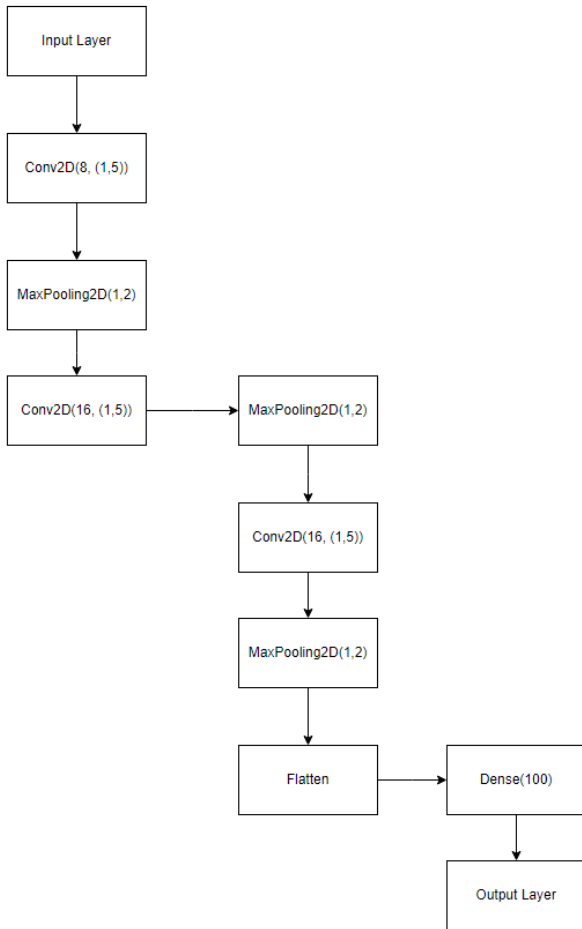 Input Layer
Conv2D(8, (1,5))
MaxPooling2D(1,2)
Conv2D(16, (1,5))
MaxPooling2D(1,2)
Conv2D(16, (1,5))
MaxPooling2D(1,2)
Flatten
Dense(100)
Output Layer